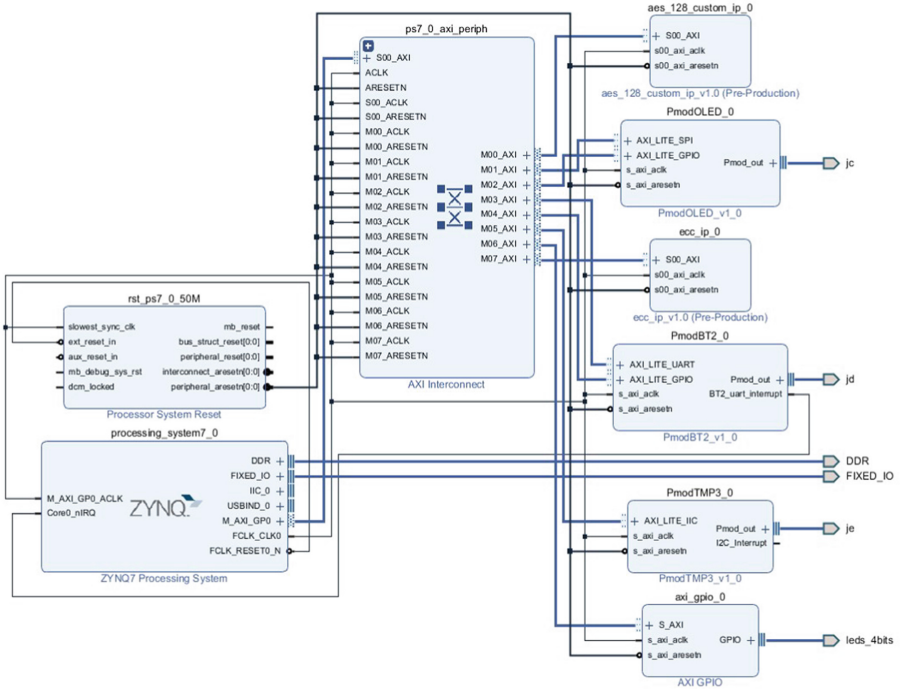 ps7_0_axi_periph
S00_AXI
ACLK
ARESETN
S00_ACLK
S00_ARESETN
M00_ACLK
M00_ARESETN
M01_ACLK
M01_ARESETN
M02_ACLK
M02_ARESETN
M03_ACLK
M03_ARESETN
M04_ACLK
M04_ARESETN
M05_ACLK
M05_ARESETN
M06_ACLK
M06_ARESETN
M07_ACLK
M07_ARESETN
M00_AXI
M01_AXI
M02_AXI
M03_AXI
M04_AXI
M05_AXI
M06_AXI
M07_AXI
AXI Interconnect
rst_ps7_0_50M
slowest_sync_clk
ext_reset_in
aux_reset_in
mb_debug_sys_rst
dcm_locked
mb_reset
bus_struct_reset[0:0]
peripheral_reset[0:0]
interconnect_aresetn[0:0]
peripheral_aresetn[0:0]
Processor System Reset
processing_system7_0
M_AXI_GP0_ACLK
Core0_nIRQ
ZYNQ
DDR
FIXED_IO
IIC_0
USBIND_0
M_AXI_GP0
FCLK_CLK0
FCLK_RESET0_N
ZYNQ7 Processing System
aes_128_custom_ip_0
S00_AXI
s00_axi_aclk
s00_axi_aresetn
aes_128_custom_ip_v1.0 (Pre-Production)
PmodOLED_0
AXI_LITE_SPI
AXI_LITE_GPIO
s_axi_aclk
s_axi_aresetn
Pmod_out
PmodOLED_v1_0
jc
ecc_ip_0
S00_AXI
s00_axi_aclk
s00_axi_aresetn
ecc_ip_v1.0 (Pre-Production)
PmodBT2_0
AXI_LITE_UART
AXI_LITE_GPIO
s_axi_aclk
s_axi_aresetn
Pmod_out
BT2_uart_interrupt
PmodBT2_v1_0
jd
DDR
FIXED_IO
PmodTMP3_0
AXI_LITE_IIC
s_axi_aclk
s_axi_aresetn
Pmod_out
I2C_Interrupt
PmodTMP3_v1_0
je
axi_gpio_0
S_AXI
s_axi_aclk
s_axi_aresetn
GPIO
AXI GPIO
leds_4bits